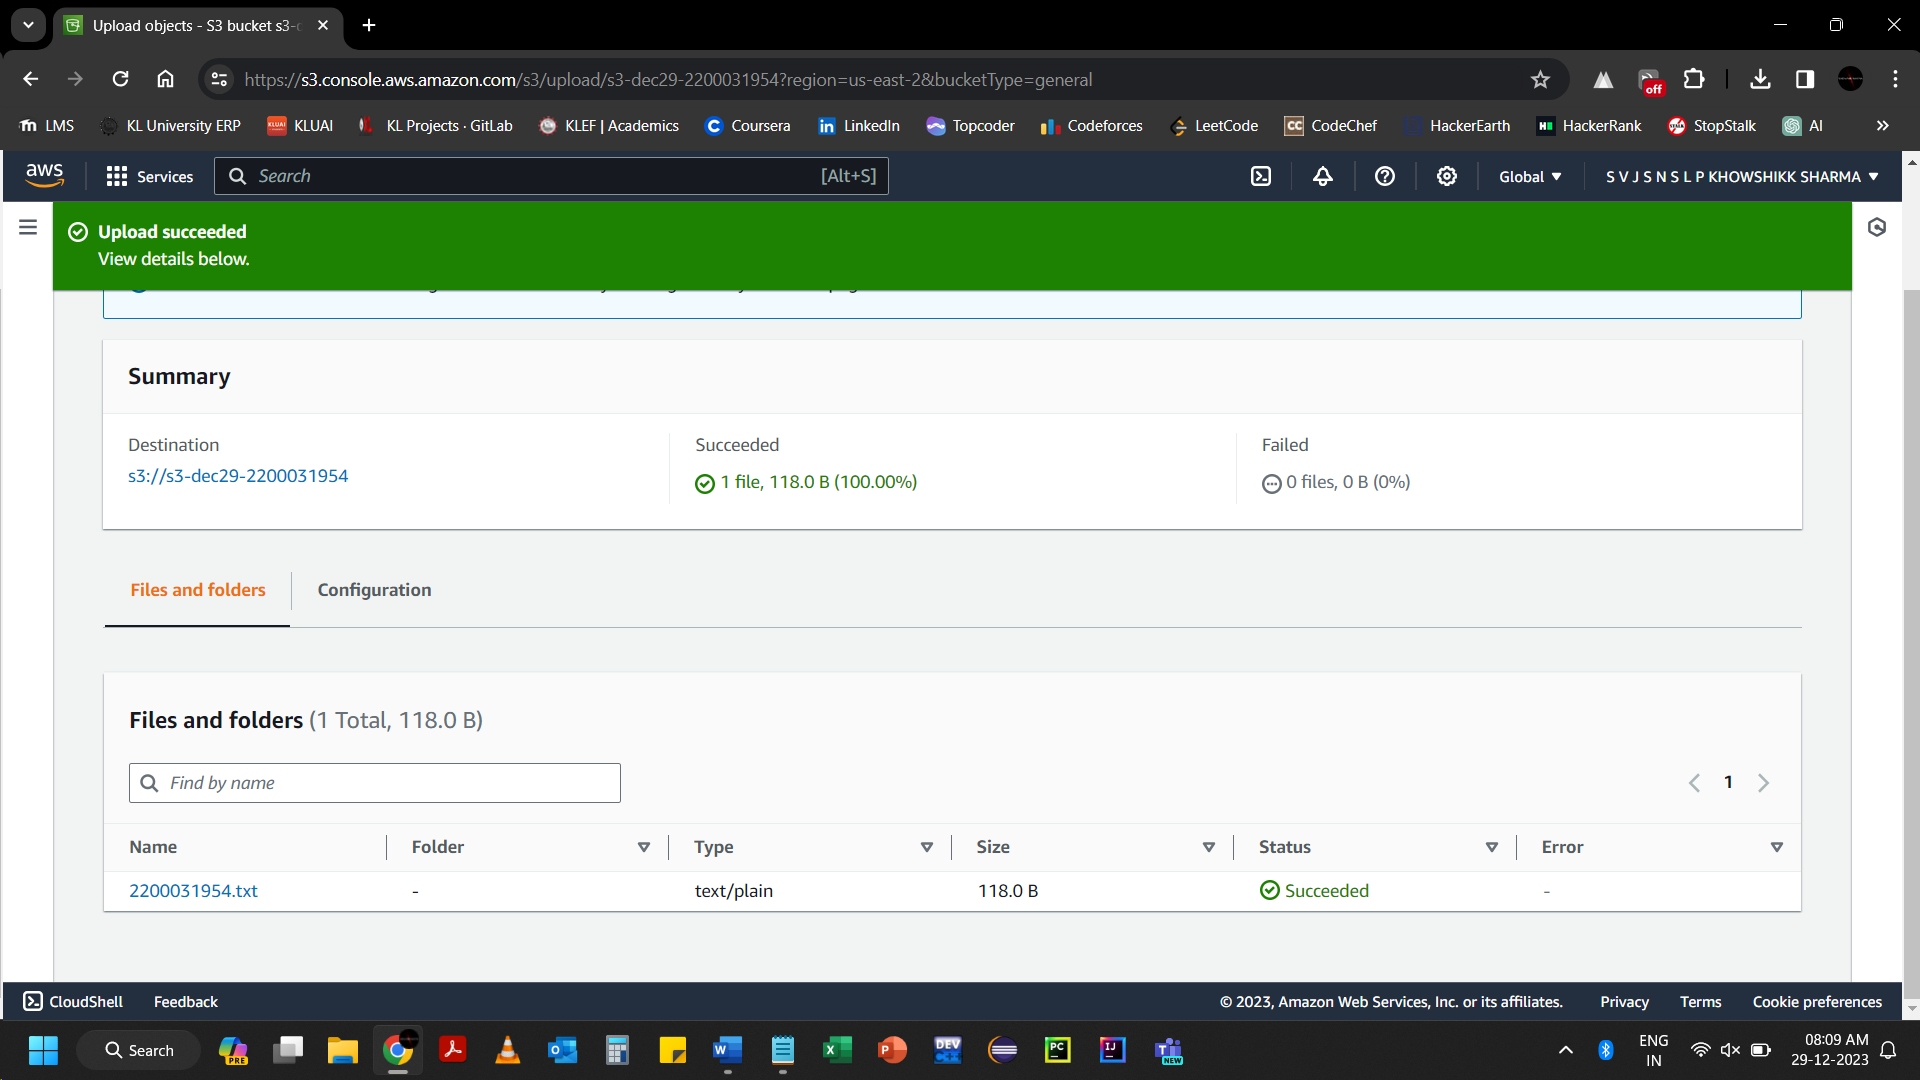 Upload objects - S3 bucket s3-
https://s3.console.aws.amazon.com/s3/upload/s3-dec29-2200031954?region=us-east-2&bucketType=general
off
LMS KL University ERP KLUAI KL Projects · GitLab KLEF | Academics Coursera LinkedIn Topcoder Codeforces LeetCode CodeChef HackerEarth HackerRank StopStalk AI
aws Services Search [Alt+S] Global S V J S N S L P KHOWSHIKK SHARMA
Upload succeeded
View details below.
Summary
Destination
s3://s3-dec29-2200031954
Succeeded
1 file, 118.0 B (100.00%)
Failed
0 files, 0 B (0%)
Files and folders Configuration
Files and folders (1 Total, 118.0 B)
Find by name
1
Name Folder Type Size Status Error
2200031954.txt - text/plain 118.0 B Succeeded -
CloudShell Feedback © 2023, Amazon Web Services, Inc. or its affiliates. Privacy Terms Cookie preferences
Search
ENG
IN
08:09 AM
29-12-2023